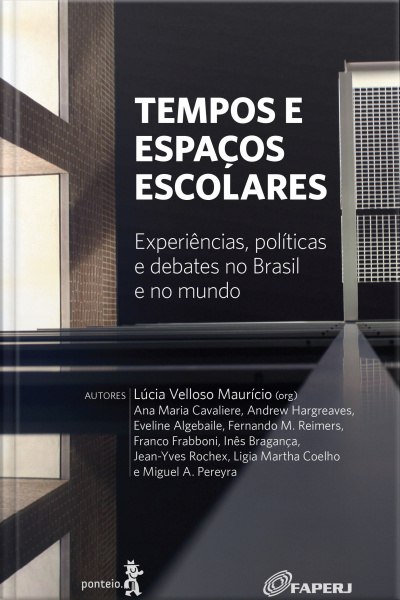 TEMPOS E
ESPAÇOS
ESCOLARES
Experiências, políticas
e debates no Brasil
e no mundo
AUTORES Lúcia Velloso Maurício (org)
Ana Maria Cavaliere, Andrew Hargreaves,
Eveline Algebaile, Fernando M. Reimers,
Franco Frabboni, Inês Bragança,
Jean-Yves Rochex, Ligia Martha Coelho
e Miguel A. Pereyra
ponteio.
FAPERJ